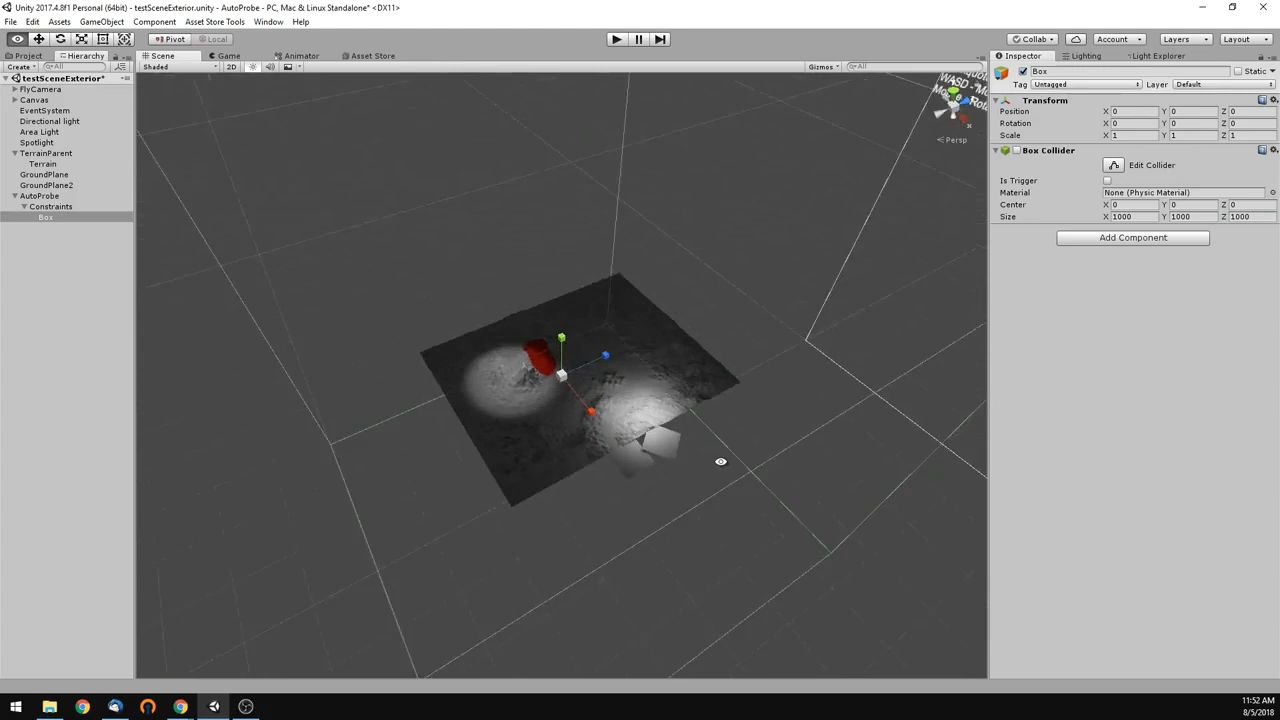 Unity 2017.4.8f1 Personal (64bit) - testSceneExterior.unity - AutoProbe - PC, Mac & Linux Standalone* <DX11>
File Edit Assets GameObject Component Asset Store Tools Window Help
Pivot Local Collab Account Layers Layout
Project Hierarchy Scene Game Animator Asset Store Inspector Lighting Light Explorer
Create All Shaded 2D Gizmos All Box Static
Tag Untagged Layer Default
testSceneExterior*
FlyCamera
Canvas
EventSystem
Directional light
Area Light
Spotlight
TerrainParent
Terrain
GroundPlane
GroundPlane2
AutoProbe
Constraints
Box
WASD - "Mo
Persp
Transform
Position X 0 Y 0 Z 0
Rotation X 0 Y 0 Z 0
Scale X 1 Y 1 Z 1
Box Collider
Edit Collider
Is Trigger
Material None (Physic Material)
Center X 0 Y 0 Z 0
Size X 1000 Y 1000 Z 1000
Add Component
11:52 AM
8/5/2018